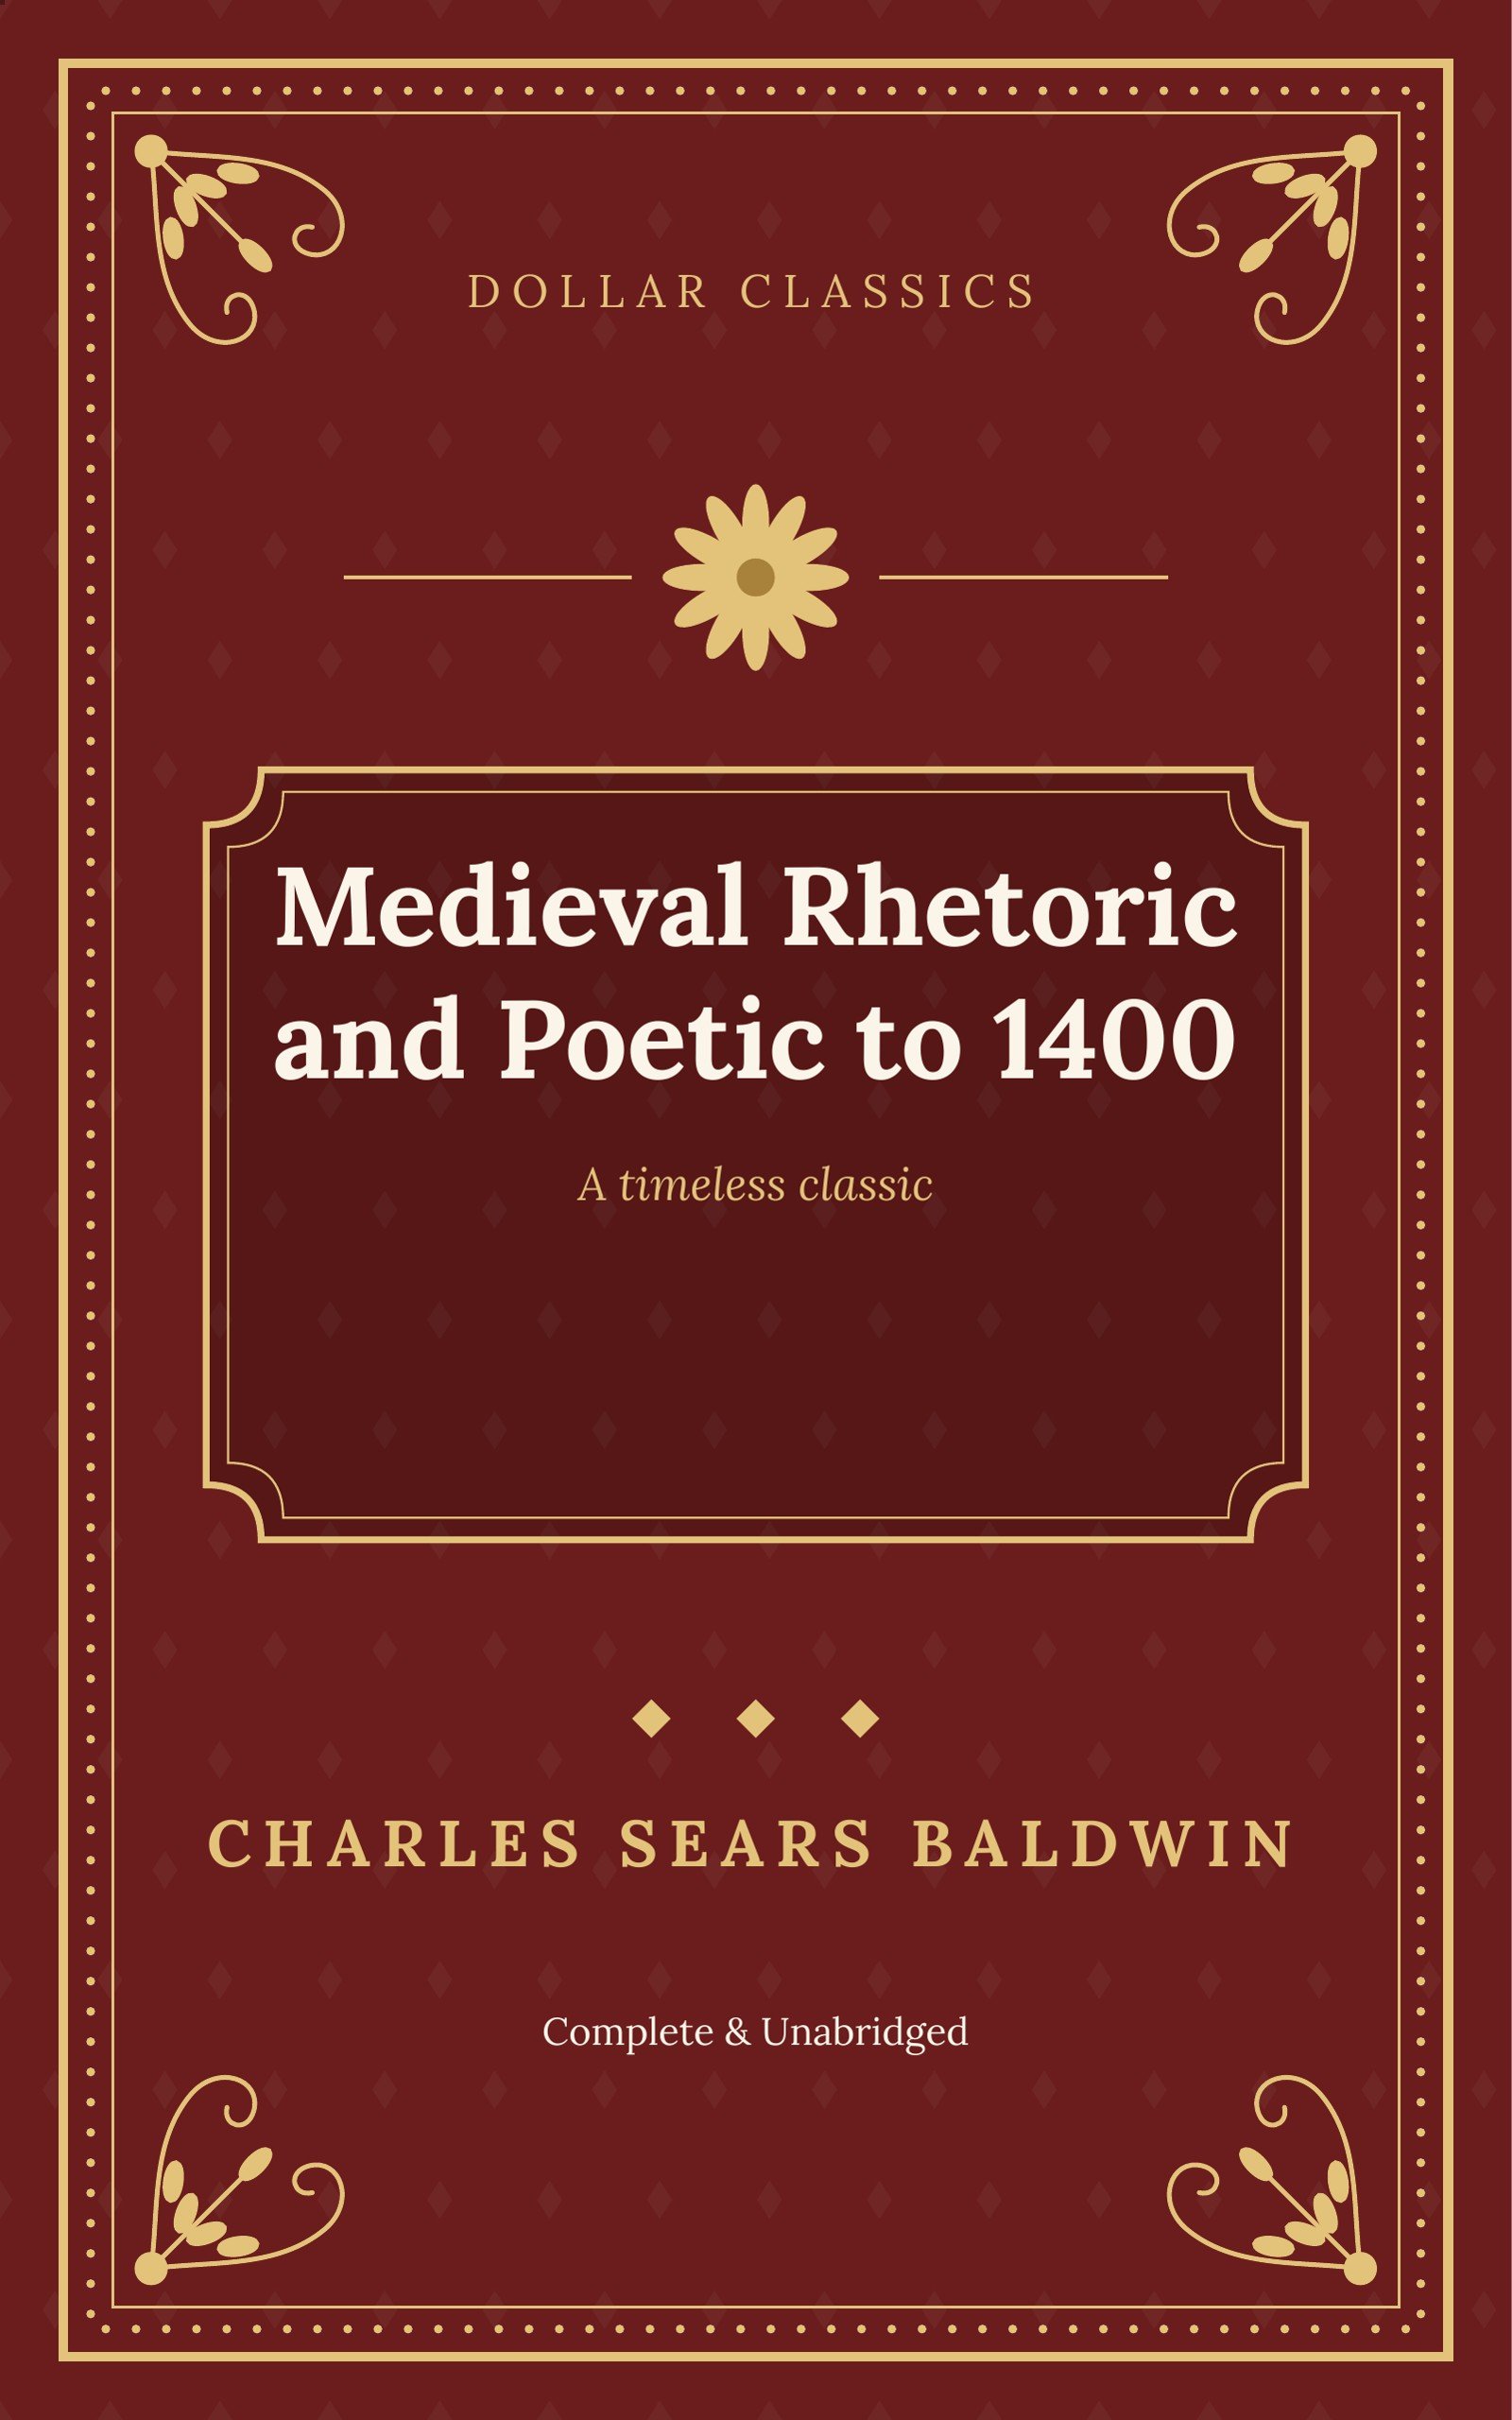 DOLLAR CLASSICS
Medieval Rhetoric
and Poetic to 1400
A timeless classic
CHARLES SEARS BALDWIN
Complete & Unabridged